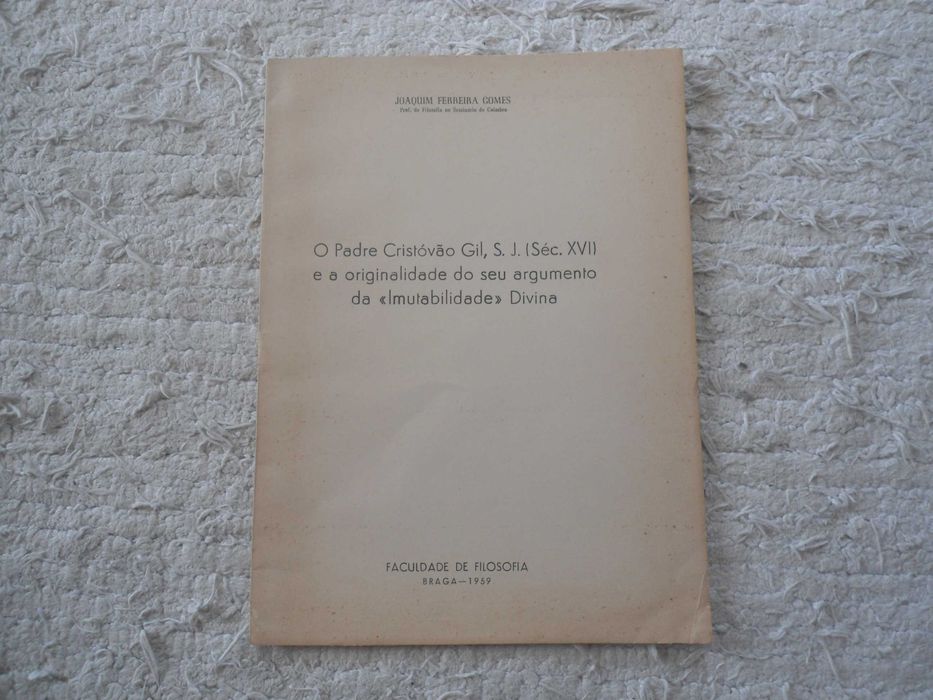 JOAQUIM FERREIRA GOMES
Prof. de Filosofia no Seminário de Coimbra
O Padre Cristóvão Gil, S. J. (Séc. XVI)
e a originalidade do seu argumento
da «Imutabilidade» Divina
FACULDADE DE FILOSOFIA
BRAGA—1959